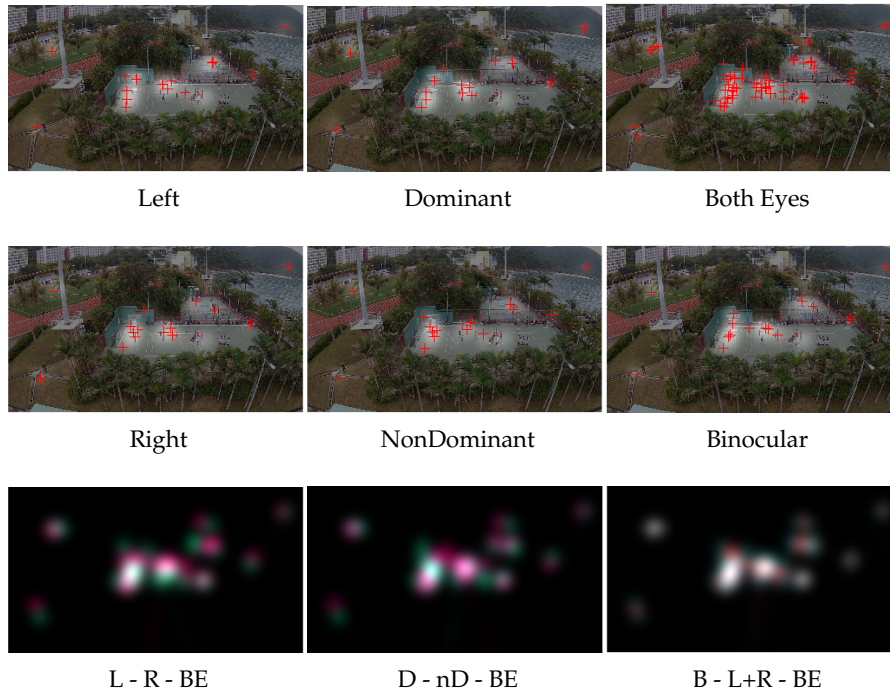 Left Dominant Both Eyes
Right NonDominant Binocular
L - R - BE D - nD - BE B - L+R - BE